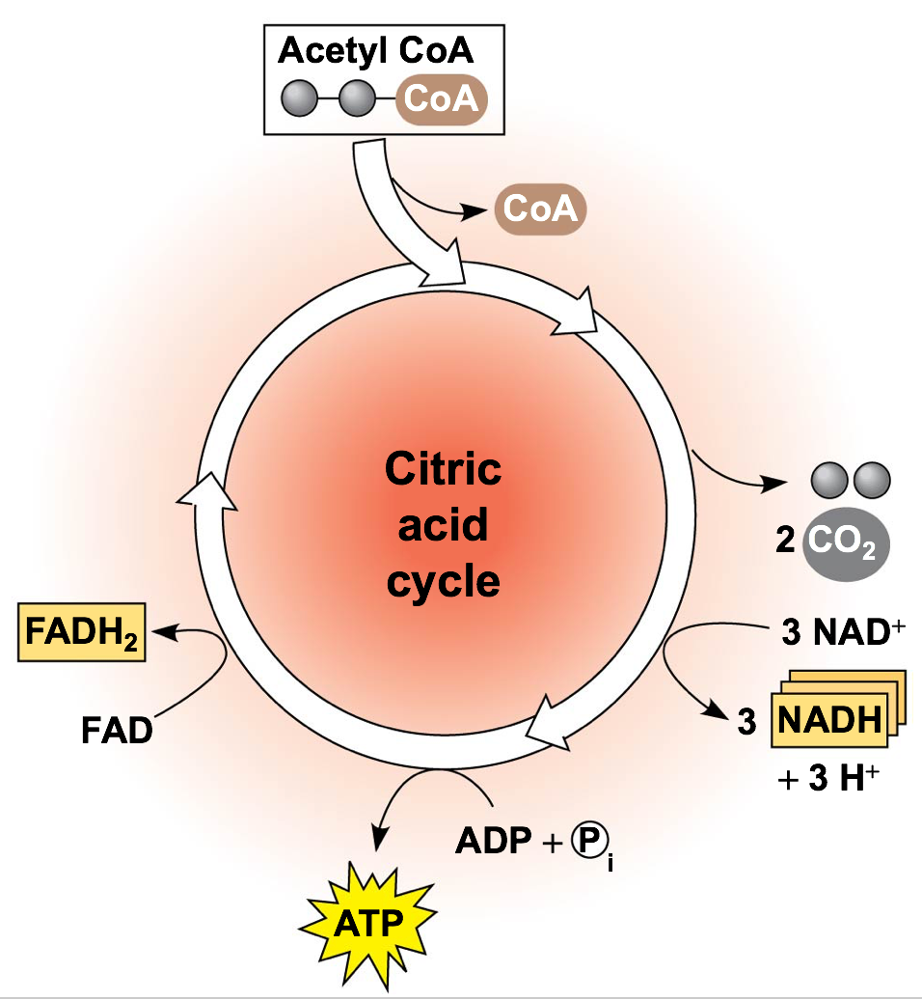 Acetyl CoA
CoA
CoA
Citric
acid
cycle
2 CO₂
3 NAD⁺
3 NADH
+ 3 H⁺
FADH₂
FAD
ADP + Pᵢ
ATP